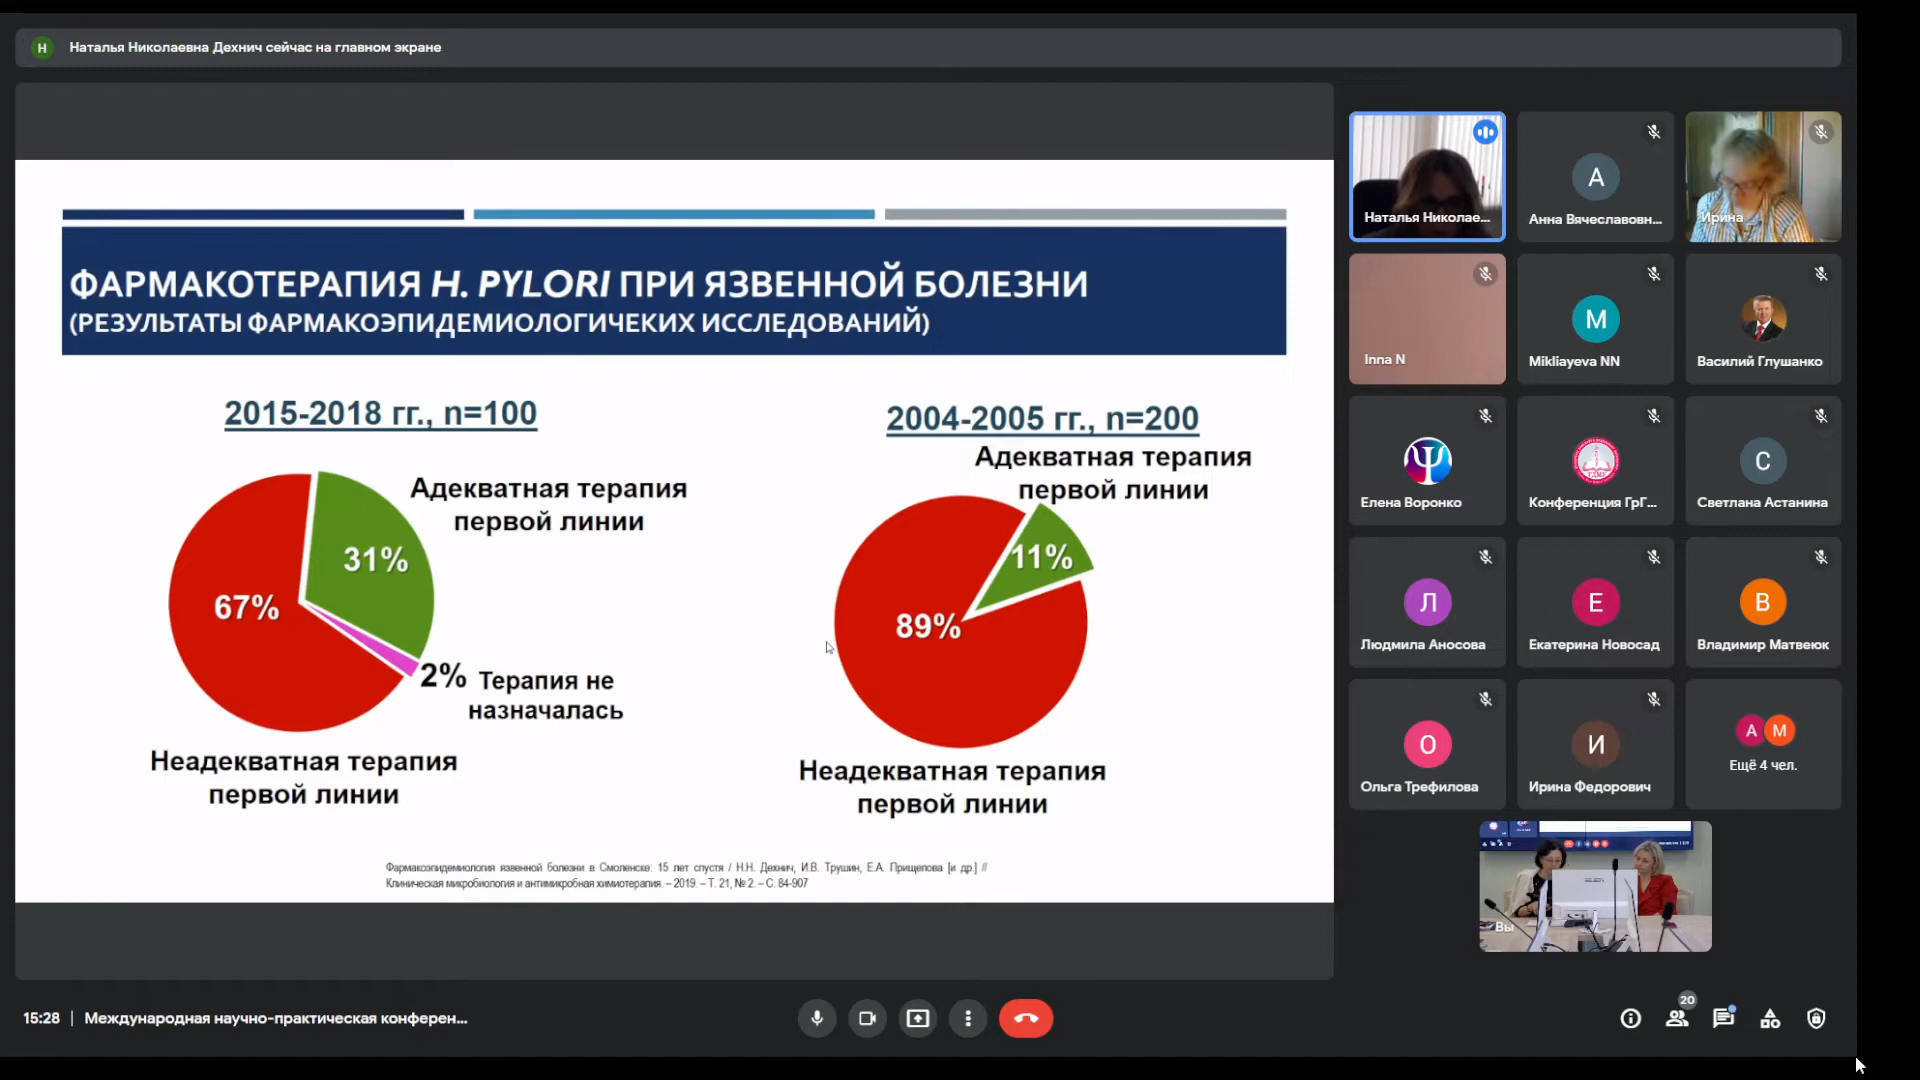 Н Наталья Николаевна Дехнич сейчас на главном экране
ФАРМАКОТЕРАПИЯ H. PYLORI ПРИ ЯЗВЕННОЙ БОЛЕЗНИ
(РЕЗУЛЬТАТЫ ФАРМАКОЭПИДЕМИОЛОГИЧЕКИХ ИССЛЕДОВАНИЙ)
2015-2018 гг., n=100
Адекватная терапия
первой линии
31%
67%
2%
Терапия не
назначалась
Неадекватная терапия
первой линии
2004-2005 гг., n=200
Адекватная терапия
первой линии
11%
89%
Неадекватная терапия
первой линии
Фармакоэпидемиология язвенной болезни в Смоленске: 15 лет спустя / Н.Н. Дехнич, И.В. Трушин, Е.А. Прищепова [и др.] //
Клиническая микробиология и антимикробная химиотерапия. – 2019. – Т. 21, № 2. – С. 84-907
Наталья Николае...
А
Анна Вячеславовн...
Ирина
Inna N
M
Mikliayeva NN
Василий Глушанко
Ψ
Елена Воронко
Конференция ГрГ...
С
Светлана Астанина
Л
Людмила Аносова
Е
Екатерина Новосад
В
Владимир Матвеюк
О
Ольга Трефилова
И
Ирина Федорович
А М
Ещё 4 чел.
Вы
15:28 | Международная научно-практическая конферен...
20